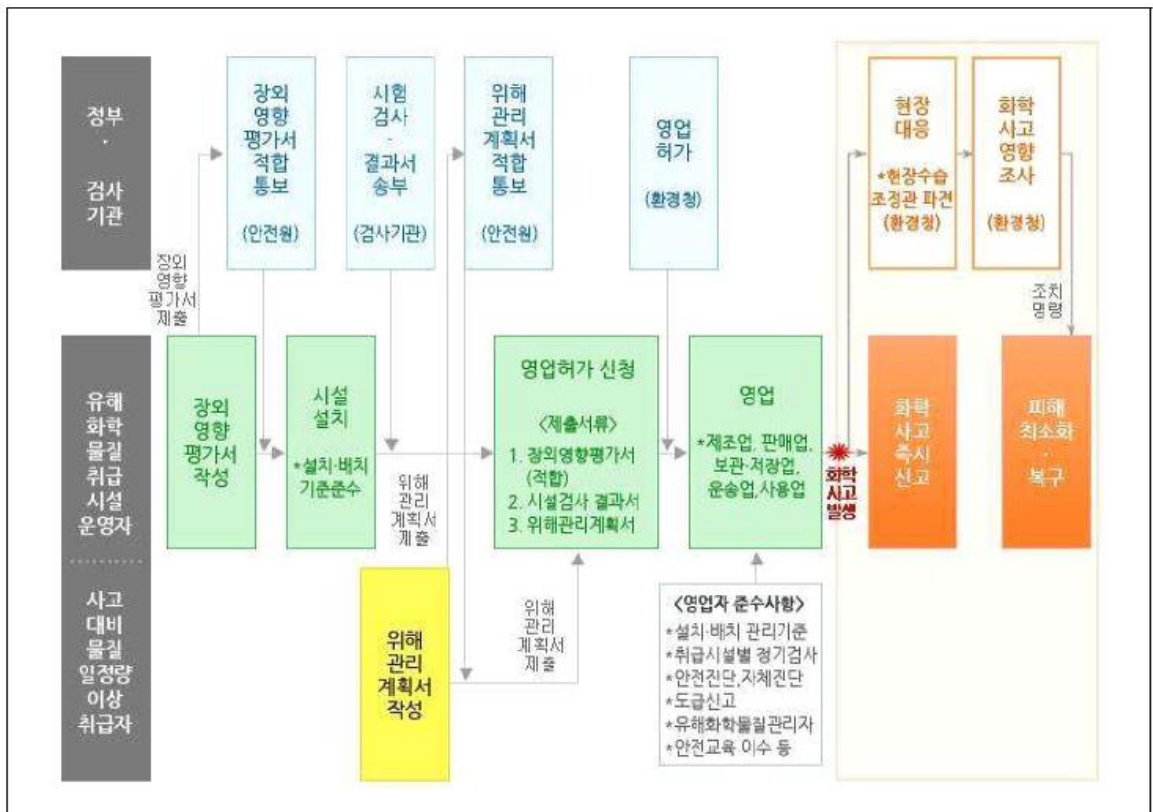 정부
·
검사
기관
장외
영향
평가서
적합
통보
(안전원)
시험
검사
-
결과서
송부
(검사기관)
위해
관리
계획서
적합
통보
(안전원)
영업
허가
(환경청)
현장
대응
*현장수습
조정관 파견
(환경청)
화학
사고
영향
조사
(환경청)
장외
영향
평가서
제출
조치
명령
유해
화학
물질
취급
시설
운영자
장외
영향
평가서
작성
시설
설치
*설치·배치
기준준수
위해
관리
계획서
제출
영업허가 신청
<제출서류>
1. 장외영향평가서
(적합)
2. 시설검사 결과서
3. 위해관리계획서
영업
*제조업, 판매업,
보관·저장업,
운송업,사용업
화학
사고
발생
화학
사고
즉시
신고
피해
최소화
·
복구
사고
대비
물질
일정량
이상
취급자
위해
관리
계획서
작성
위해
관리
계획서
제출
<영업자 준수사항>
*설치·배치 관리기준
*취급시설별 정기검사
*안전진단,자체진단
*도급신고
*유해화학물질관리자
*안전교육 이수 등